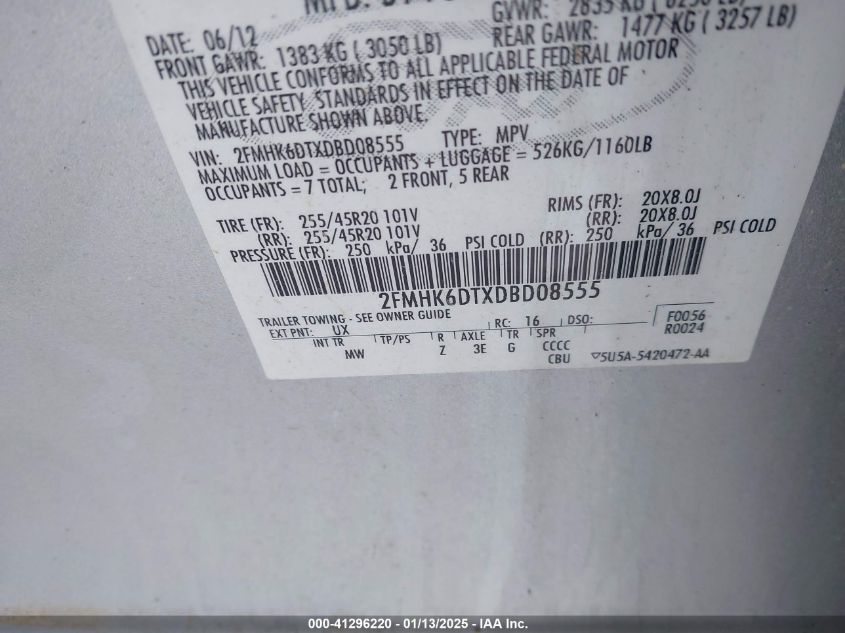 GVWR: 2835 KG ( 6250 LB)
DATE: 06/12
REAR GAWR: 1477 KG ( 3257 LB)
FRONT GAWR: 1383 KG ( 3050 LB)
THIS VEHICLE CONFORMS TO ALL APPLICABLE FEDERAL MOTOR
VEHICLE SAFETY STANDARDS IN EFFECT ON THE DATE OF
MANUFACTURE SHOWN ABOVE.
VIN: 2FMHK6DTXDBD08555 TYPE: MPV
MAXIMUM LOAD = OCCUPANTS + LUGGAGE = 526KG/1160LB
OCCUPANTS = 7 TOTAL; 2 FRONT, 5 REAR
RIMS (FR): 20X8.0J
TIRE (FR): 255/45R20 101V (RR): 20X8.0J
(RR): 255/45R20 101V
PRESSURE (FR): 250 kPa/ 36 PSI COLD (RR): 250 kPa/ 36 PSI COLD
2FMHK6DTXDBD08555
TRAILER TOWING - SEE OWNER GUIDE
EXT PNT: UX RC: 16 DSO: F0056
R0024
INT TR TP/PS R AXLE TR SPR
MW Z 3E G CCCC
CBU 5U5A-5420472-AA
000-41296220 - 01/13/2025 - IAA Inc.